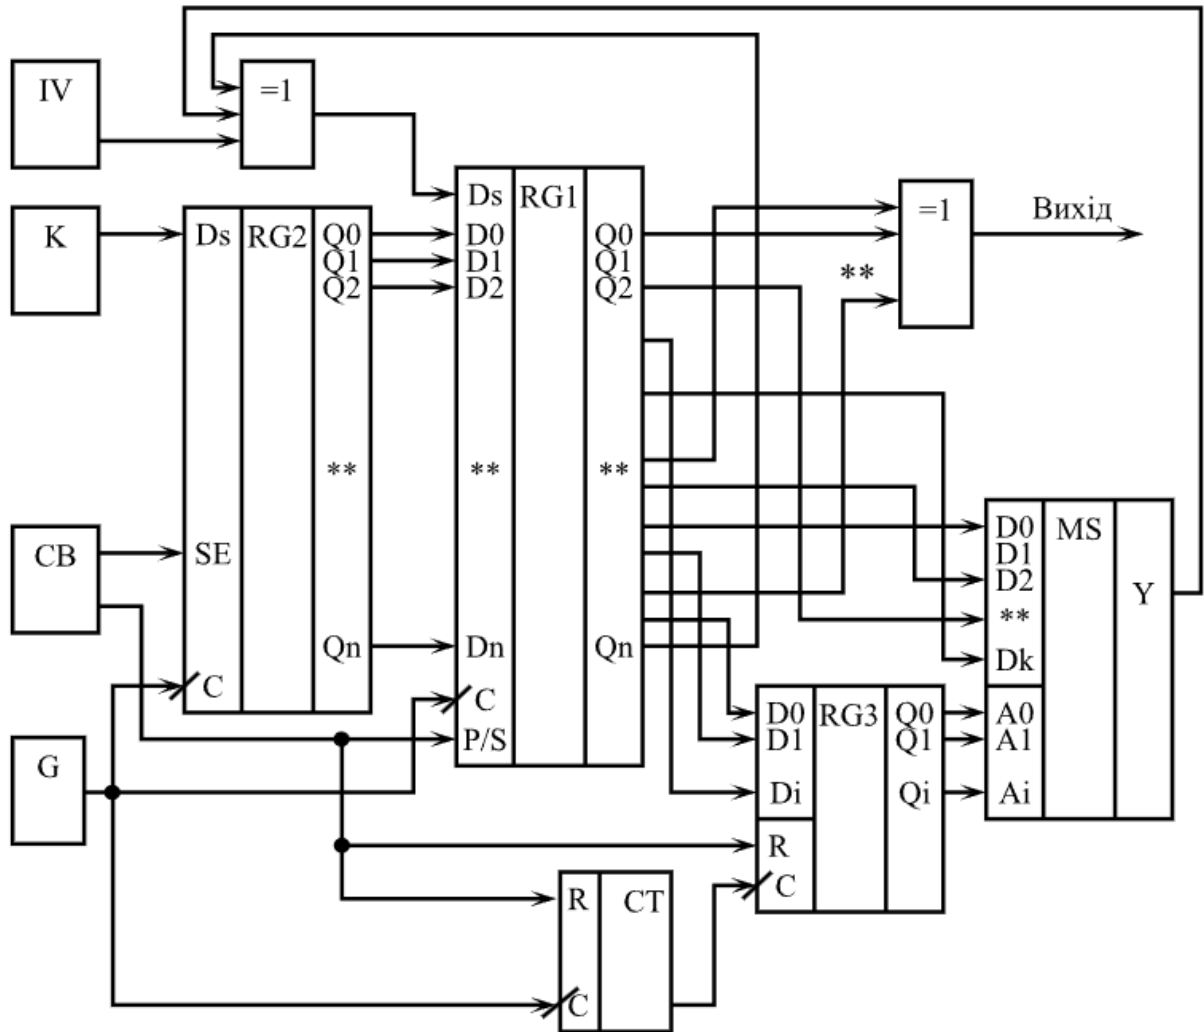 IV
=1
K
Ds
RG2
Q0
Q1
Q2
**
Qn
SE
C
CB
G
Ds
RG1
D0
D1
D2
**
Dn
C
P/S
Q0
Q1
Q2
**
Qn
=1
**
Вихід
D0
MS
D1
D2
**
Dk
Y
A0
A1
Ai
D0
RG3
Q0
D1
Q1
Di
Qi
R
C
R
CT
C